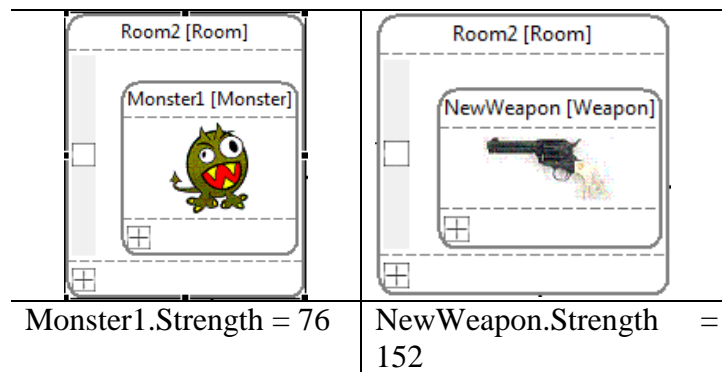 Room2 [Room]
Monster1 [Monster]
Monster1.Strength = 76
Room2 [Room]
NewWeapon [Weapon]
NewWeapon.Strength =
152